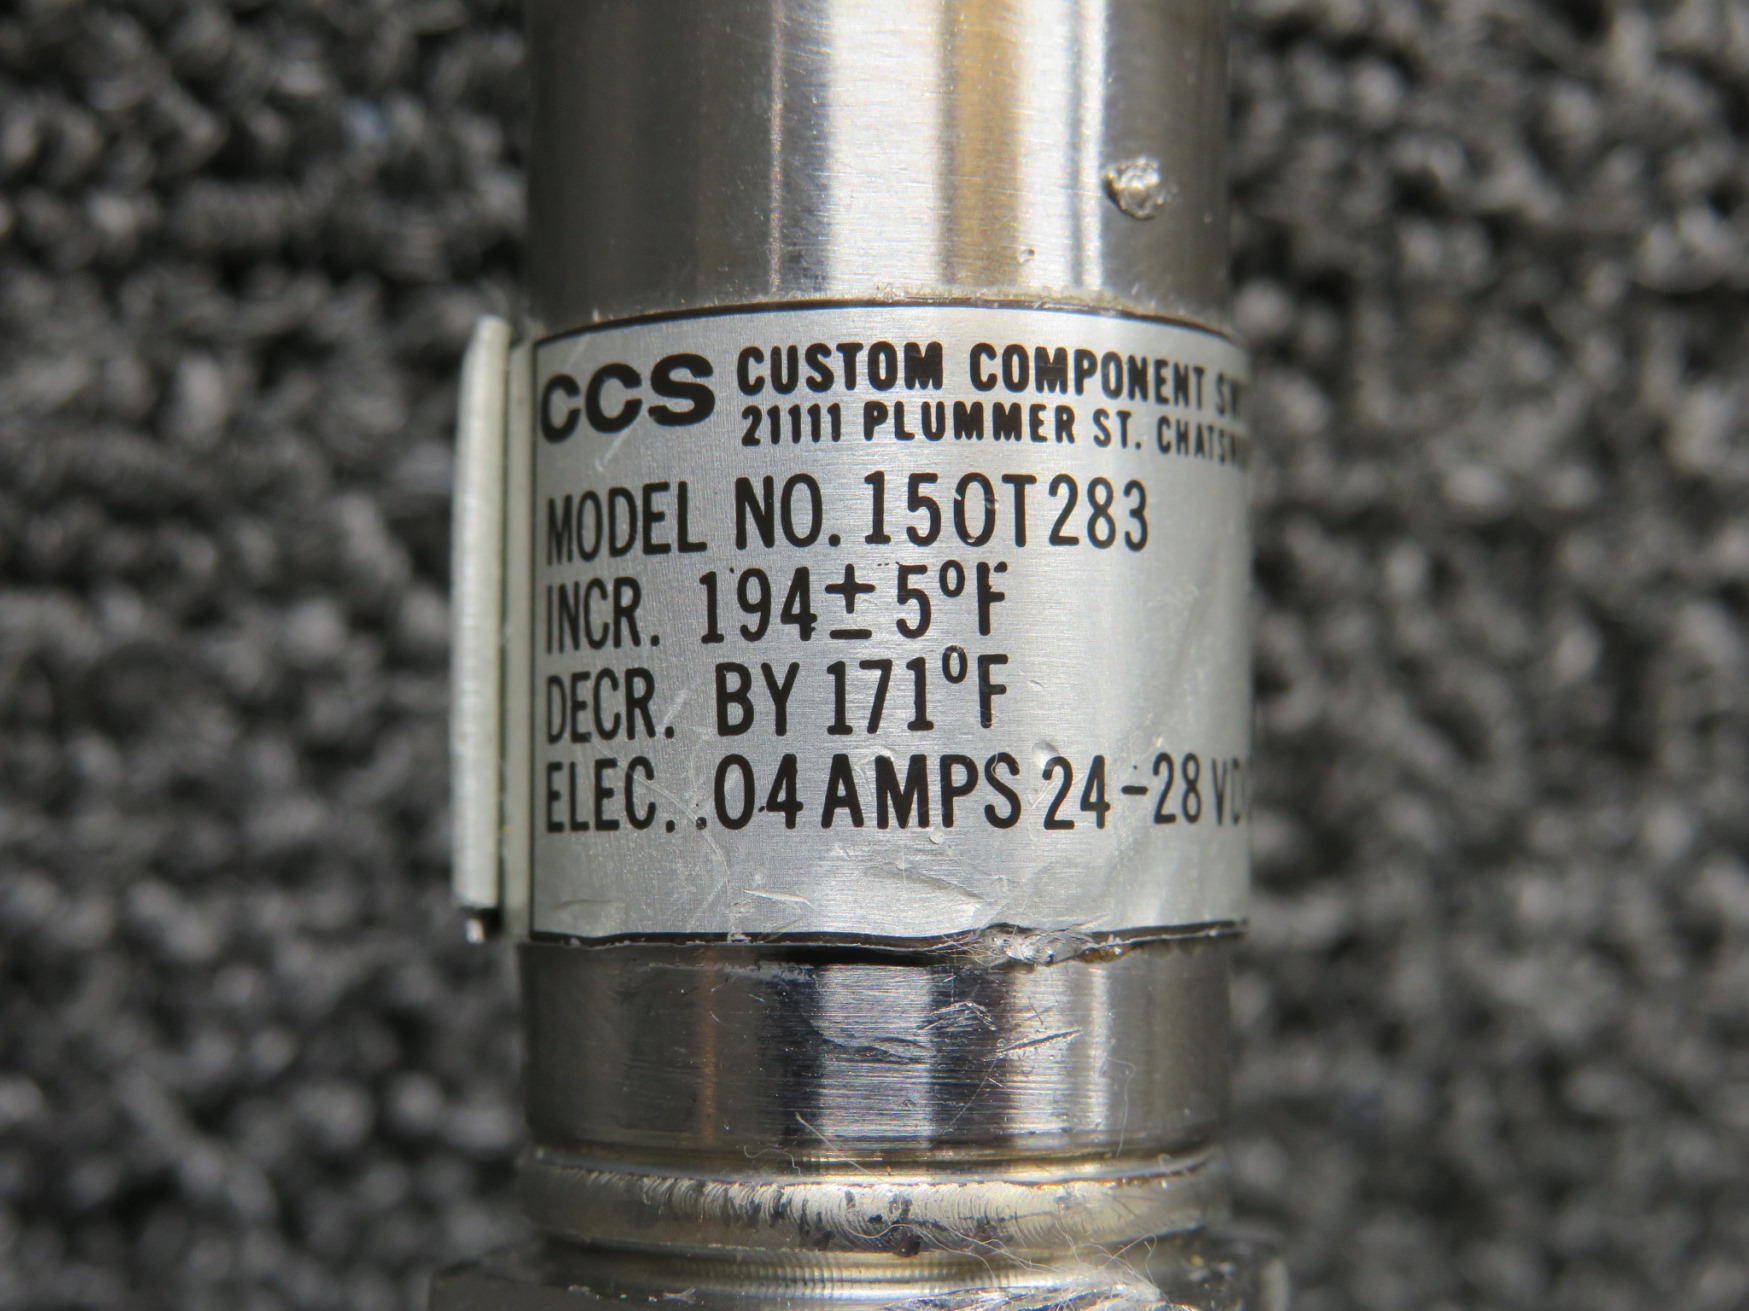 CCS CUSTOM COMPONENT
21111 PLUMMER ST.
MODEL NO. 150T283
INCR. 194 ± 5°F
DECR. BY 171°F
ELEC. .04 AMPS 24-28